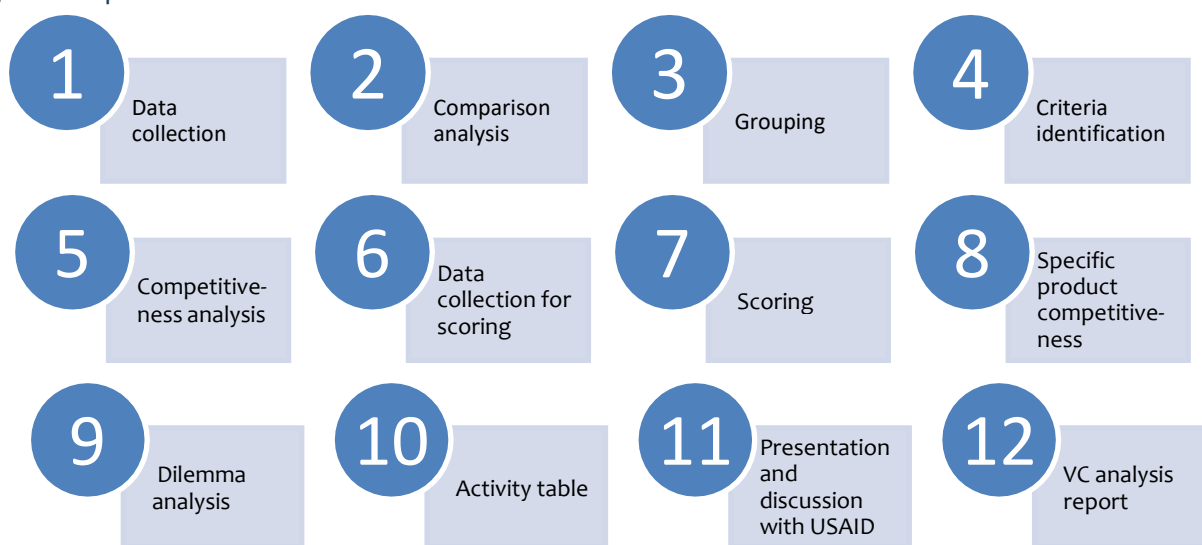 1
Data
collection
2
Comparison
analysis
3
Grouping
4
Criteria
identification
5
Competitive-
ness analysis
6
Data
collection for
scoring
7
Scoring
8
Specific
product
competitive-
ness
9
Dilemma
analysis
10
Activity table
11
Presentation
and
discussion
with USAID
12
VC analysis
report